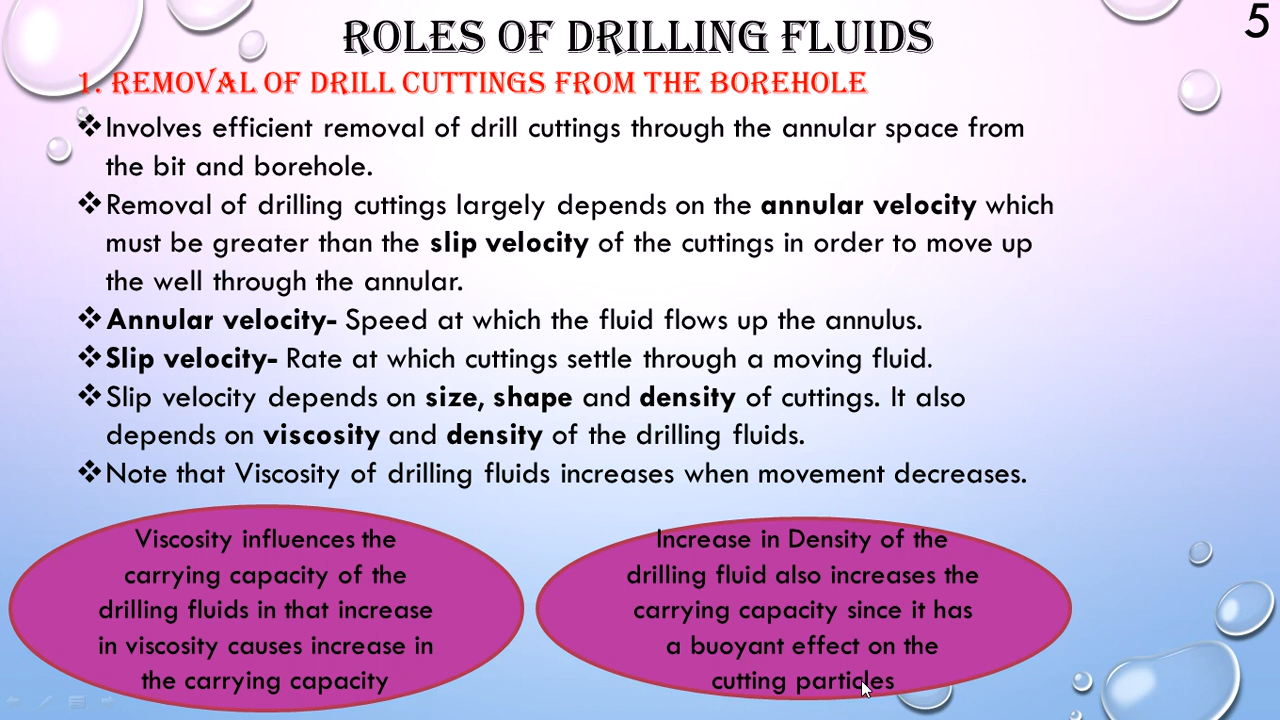 5
ROLES OF DRILLING FLUIDS
1. REMOVAL OF DRILL CUTTINGS FROM THE BOREHOLE
❖Involves efficient removal of drill cuttings through the annular space from
the bit and borehole.
❖Removal of drilling cuttings largely depends on the annular velocity which
must be greater than the slip velocity of the cuttings in order to move up
the well through the annular.
❖Annular velocity- Speed at which the fluid flows up the annulus.
❖Slip velocity- Rate at which cuttings settle through a moving fluid.
❖Slip velocity depends on size, shape and density of cuttings. It also
depends on viscosity and density of the drilling fluids.
❖Note that Viscosity of drilling fluids increases when movement decreases.
Viscosity influences the
carrying capacity of the
drilling fluids in that increase
in viscosity causes increase in
the carrying capacity
Increase in Density of the
drilling fluid also increases the
carrying capacity since it has
a buoyant effect on the
cutting particles